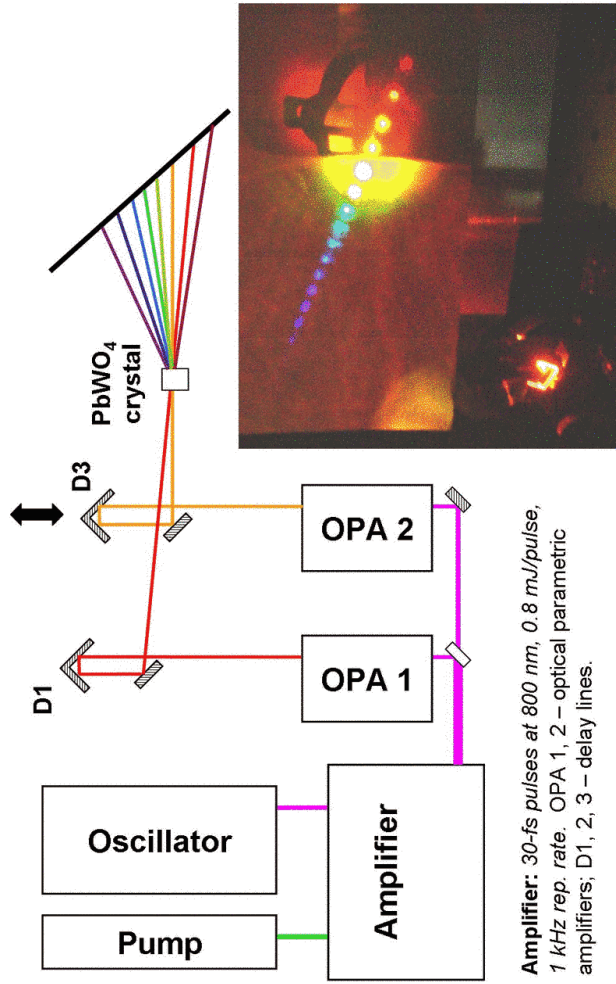 D1
D3
PbWO4
crystal
Oscillator
Pump
Amplifier
OPA 1
OPA 2
Amplifier: 30-fs pulses at 800 nm, 0.8 mJ/pulse,
1 kHz rep. rate. OPA 1, 2 – optical parametric
amplifiers; D1, 2, 3 – delay lines.